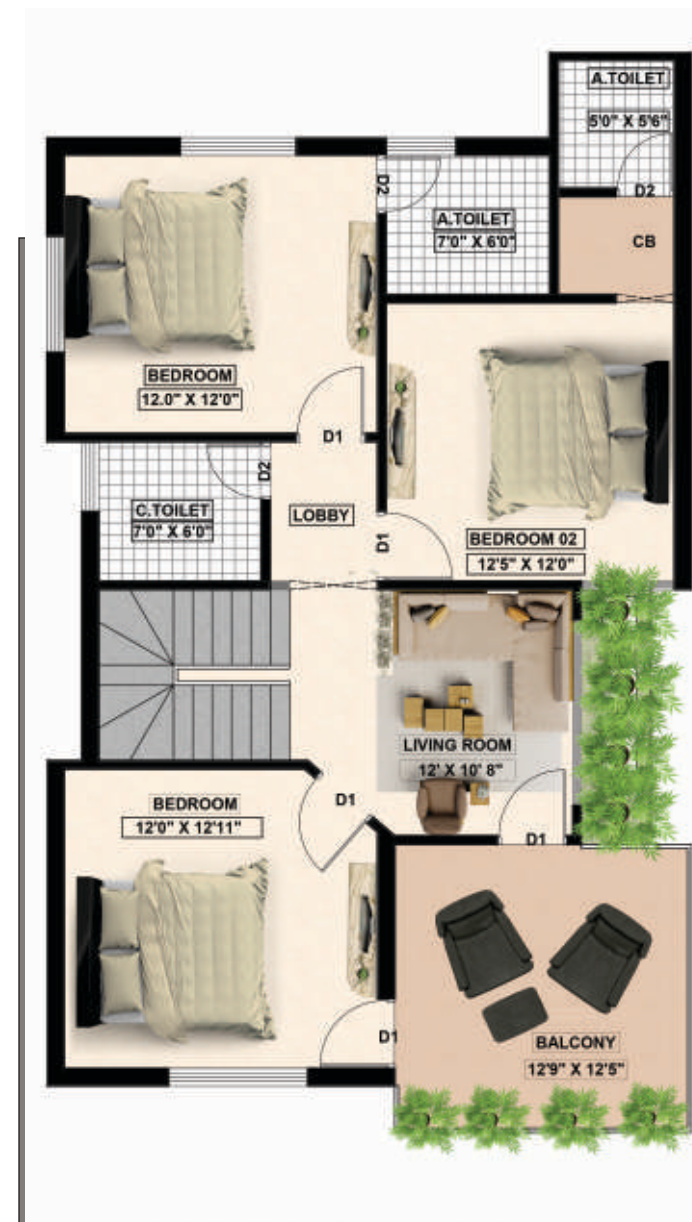 A.TOILET
5'0" X 5'6"
D2
CB
D2
A.TOILET
7'0" X 6'0"
BEDROOM
12.0" X 12'0"
D1
D2
C.TOILET
7'0" X 6'0"
LOBBY
D1
BEDROOM 02
12'5" X 12'0"
LIVING ROOM
12' X 10' 8"
D1
D1
BEDROOM
12'0" X 12'11"
D1
BALCONY
12'9" X 12'5"